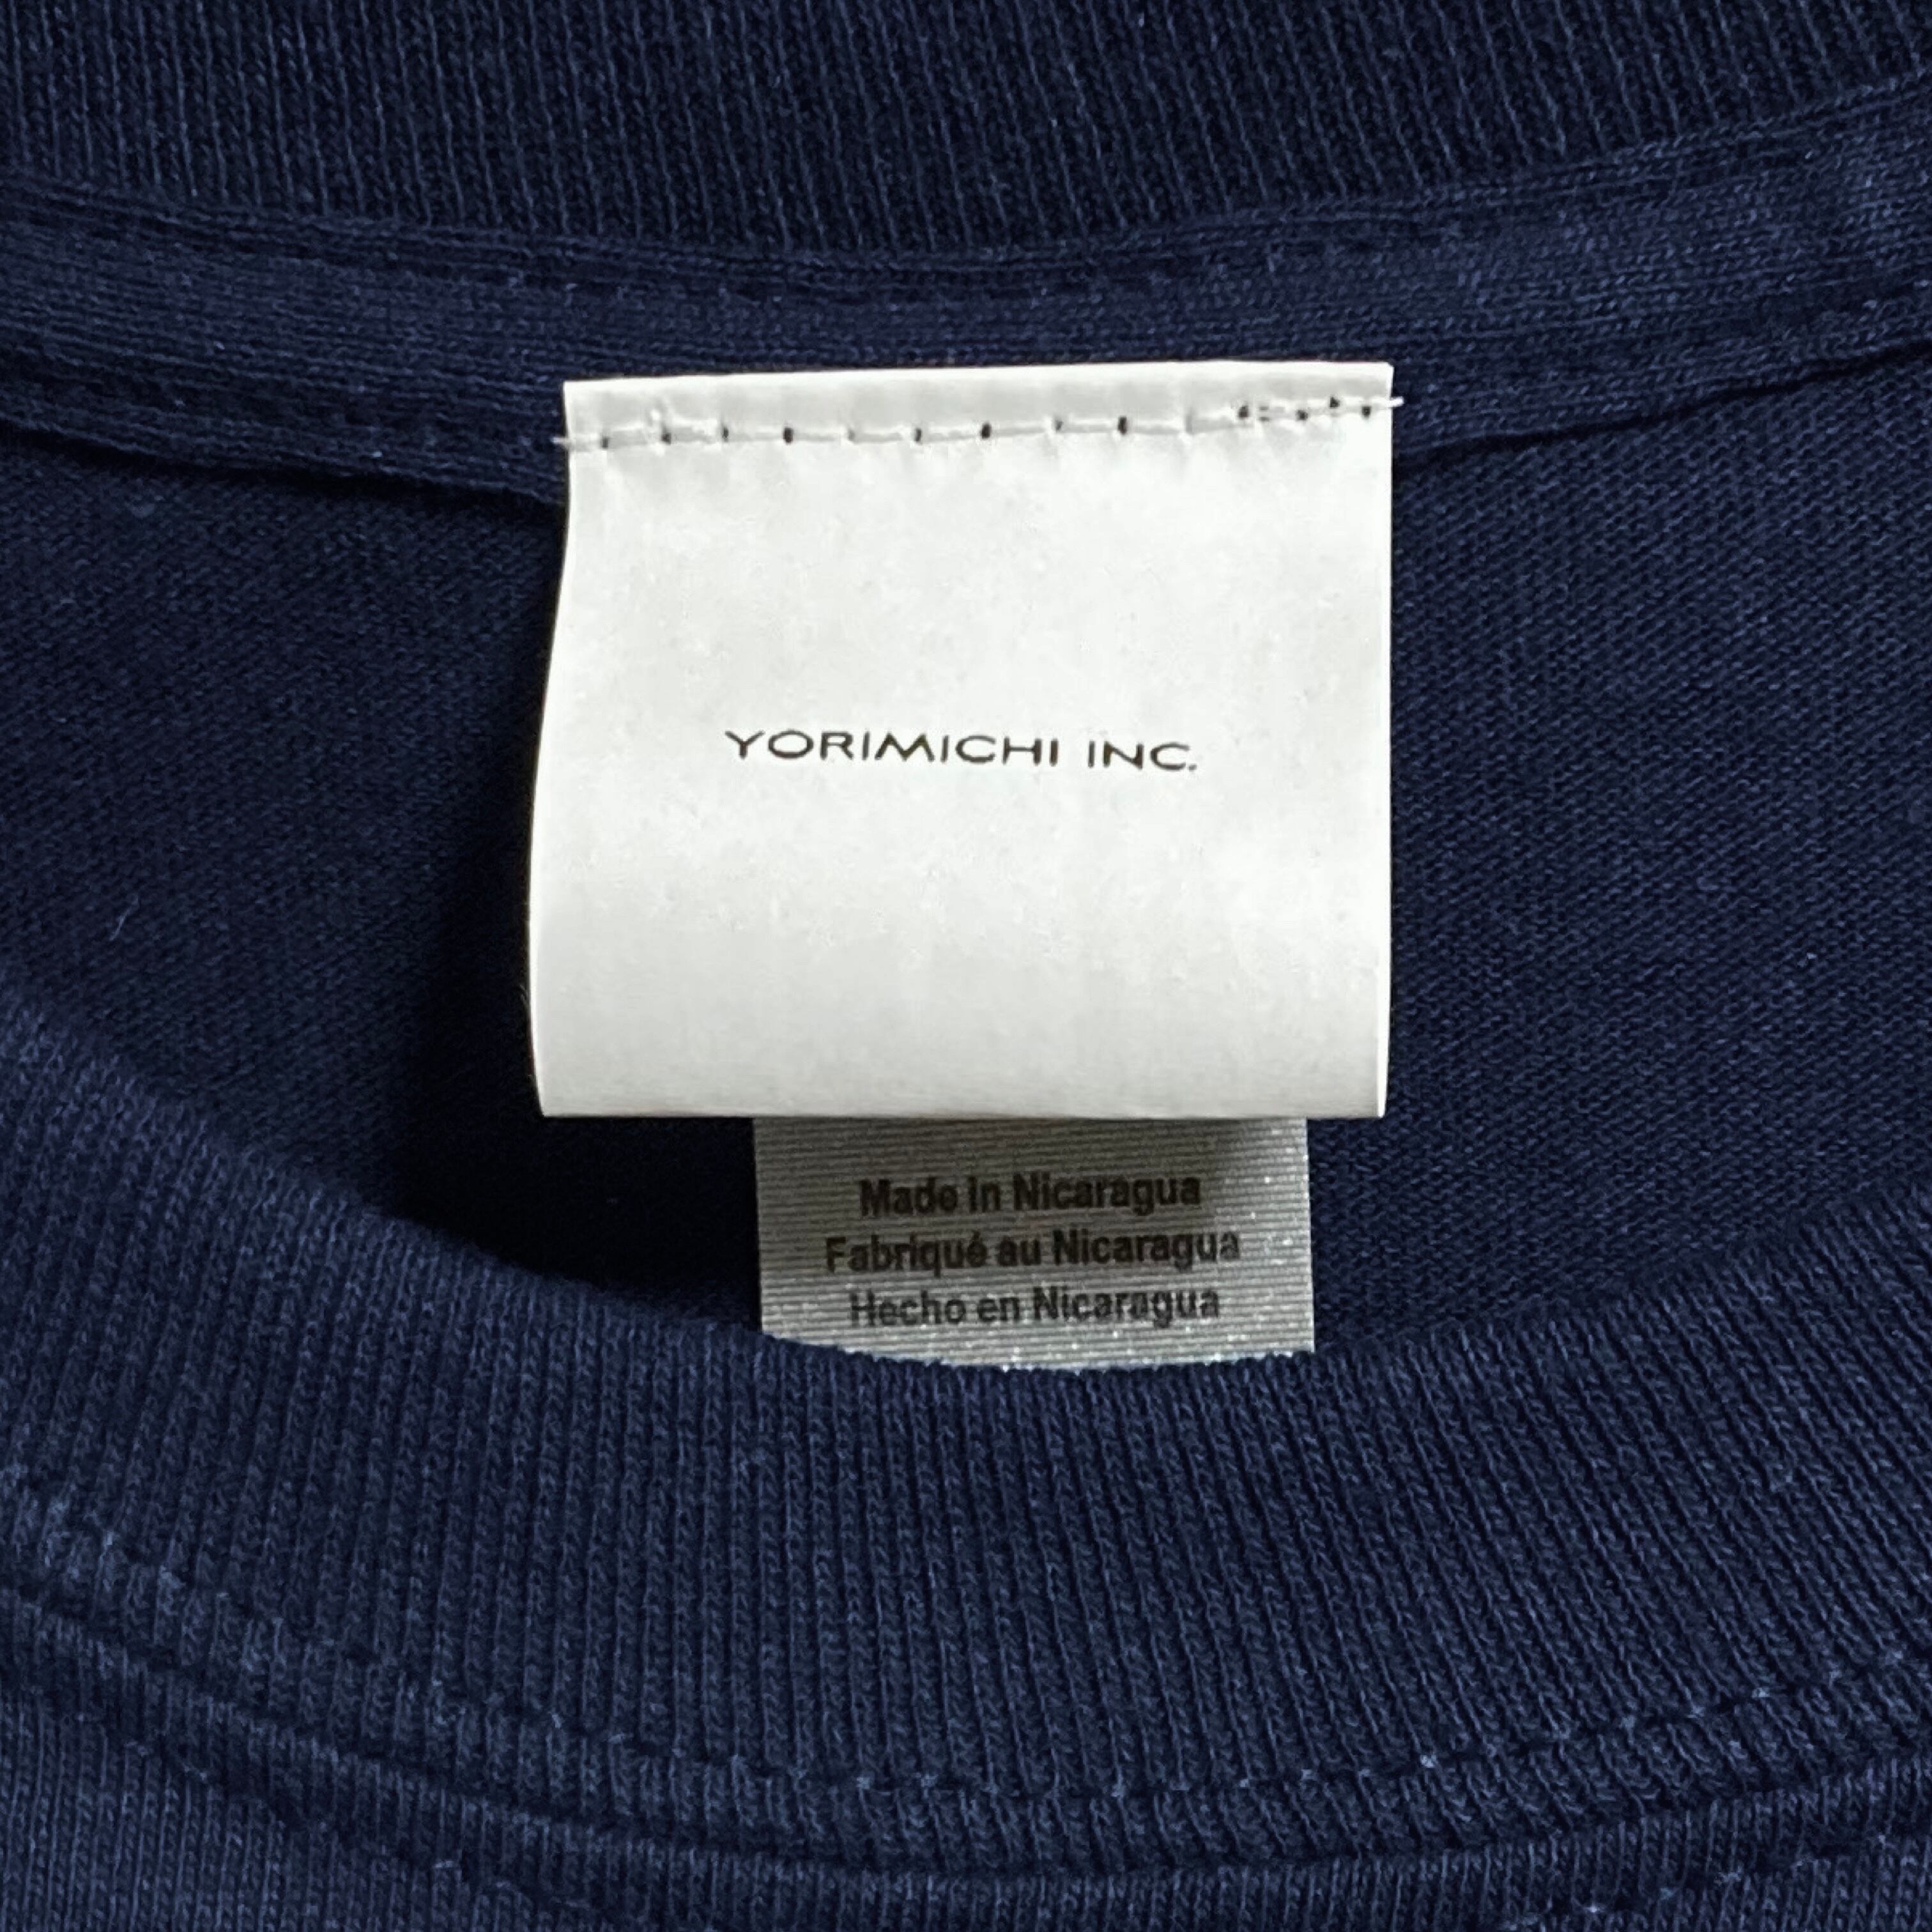 YORIMICHI INC.
Made in Nicaragua
Fabriqué au Nicaragua
Hecho en Nicaragua